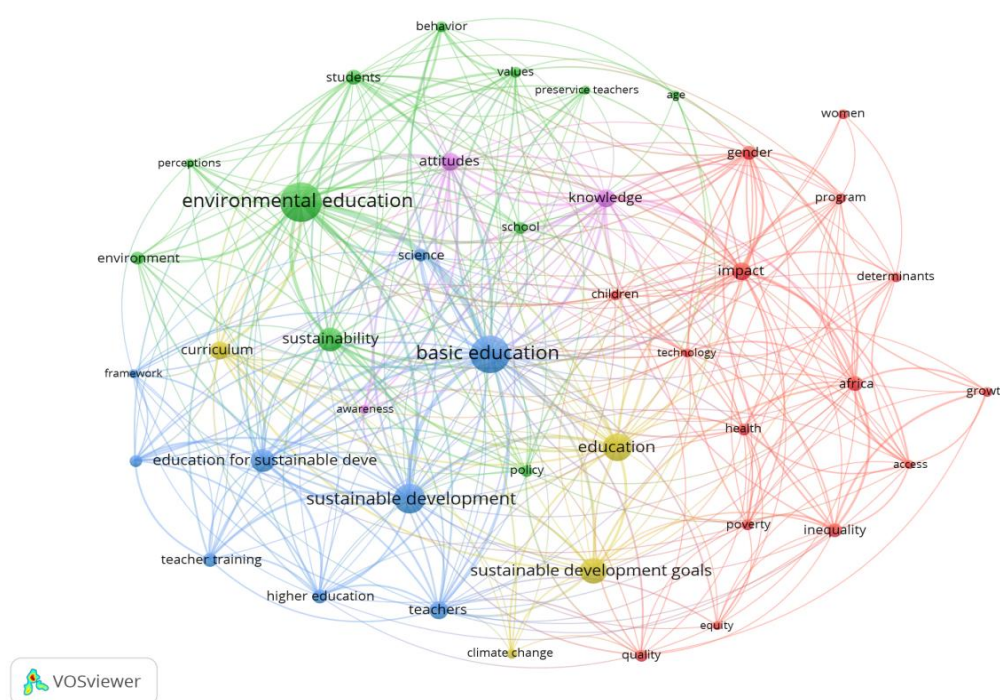 behavior
students
values
preservice teachers
age
women
perceptions
attitudes
gender
environmental education
knowledge
program
school
environment
science
impact
determinants
children
sustainability
curriculum
basic education
technology
framework
africa
growt
awareness
health
education
education for sustainable deve
policy
access
sustainable development
poverty
inequality
teacher training
sustainable development goals
higher education
teachers
equity
climate change
quality
VOSviewer